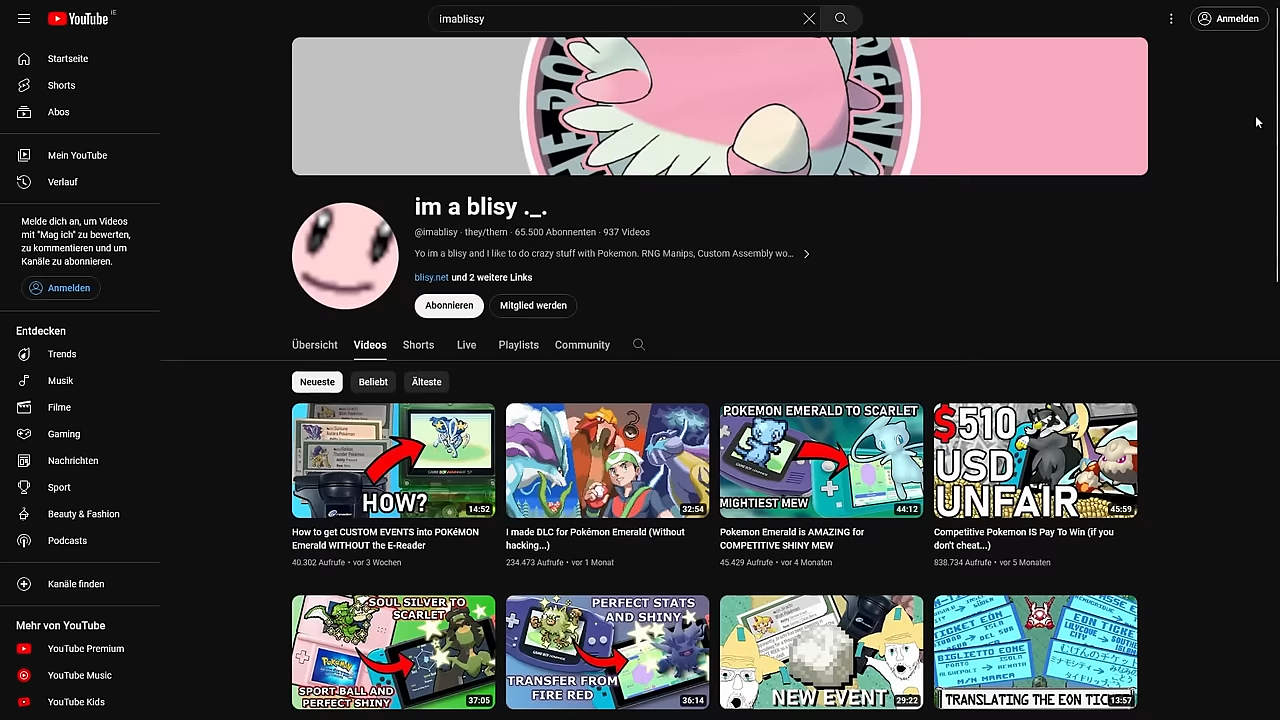 YouTube IE
imablissy
Anmelden
Startseite
Shorts
Abos
Mein YouTube
Verlauf
Melde dich an, um Videos
mit "Mag ich" zu bewerten,
zu kommentieren und um
Kanäle zu abonnieren.
Anmelden
Entdecken
Trends
Musik
Filme
Gaming
Nachrichten
Sport
Beauty & Fashion
Podcasts
Kanäle finden
Mehr von YouTube
YouTube Premium
YouTube Music
YouTube Kids
im a blisy ._.
@imablisy · they/them · 65.500 Abonnenten · 937 Videos
Yo im a blisy and I like to do crazy stuff with Pokemon. RNG Manips, Custom Assembly wo...
blisy.net und 2 weitere Links
Abonnieren
Mitglied werden
Übersicht
Videos
Shorts
Live
Playlists
Community
Neueste
Beliebt
Älteste
HOW?
14:52
How to get CUSTOM EVENTS into POKéMON
Emerald WITHOUT the E-Reader
40.302 Aufrufe • vor 3 Wochen
32:54
I made DLC for Pokémon Emerald (Without
hacking...)
234.473 Aufrufe • vor 1 Monat
POKEMON EMERALD TO SCARLET
MIGHTIEST MEW
44:12
Pokemon Emerald is AMAZING for
COMPETITIVE SHINY MEW
45.429 Aufrufe • vor 4 Monaten
$510
USD
UNFAIR
45:59
Competitive Pokemon IS Pay To Win (if you
don't cheat...)
838.734 Aufrufe • vor 5 Monaten
SOUL SILVER TO
SCARLET
SPORT BALL AND
PERFECT SHINY
37:05
PERFECT STATS
AND SHINY
TRANSFER FROM
FIRE RED
36:14
NEW EVENT
29:22
TRANSLATING THE EON TIC
13:57